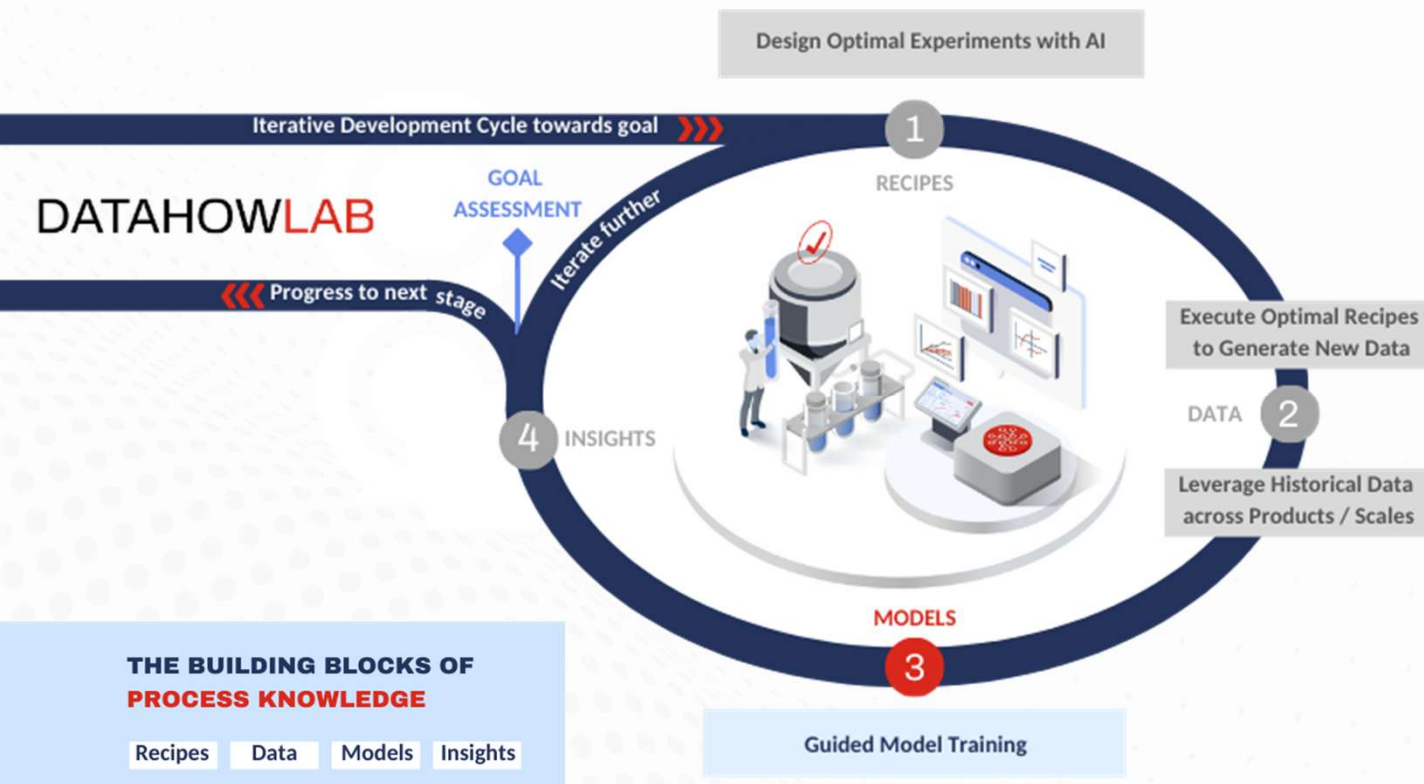 Design Optimal Experiments with AI
Iterative Development Cycle towards goal
1
RECIPES
GOAL
ASSESSMENT
DATAHOWLAB
Iterate further
Progress to next stage
Execute Optimal Recipes
to Generate New Data
DATA
2
4
INSIGHTS
Leverage Historical Data
across Products / Scales
MODELS
3
THE BUILDING BLOCKS OF
PROCESS KNOWLEDGE
Recipes Data Models Insights
Guided Model Training